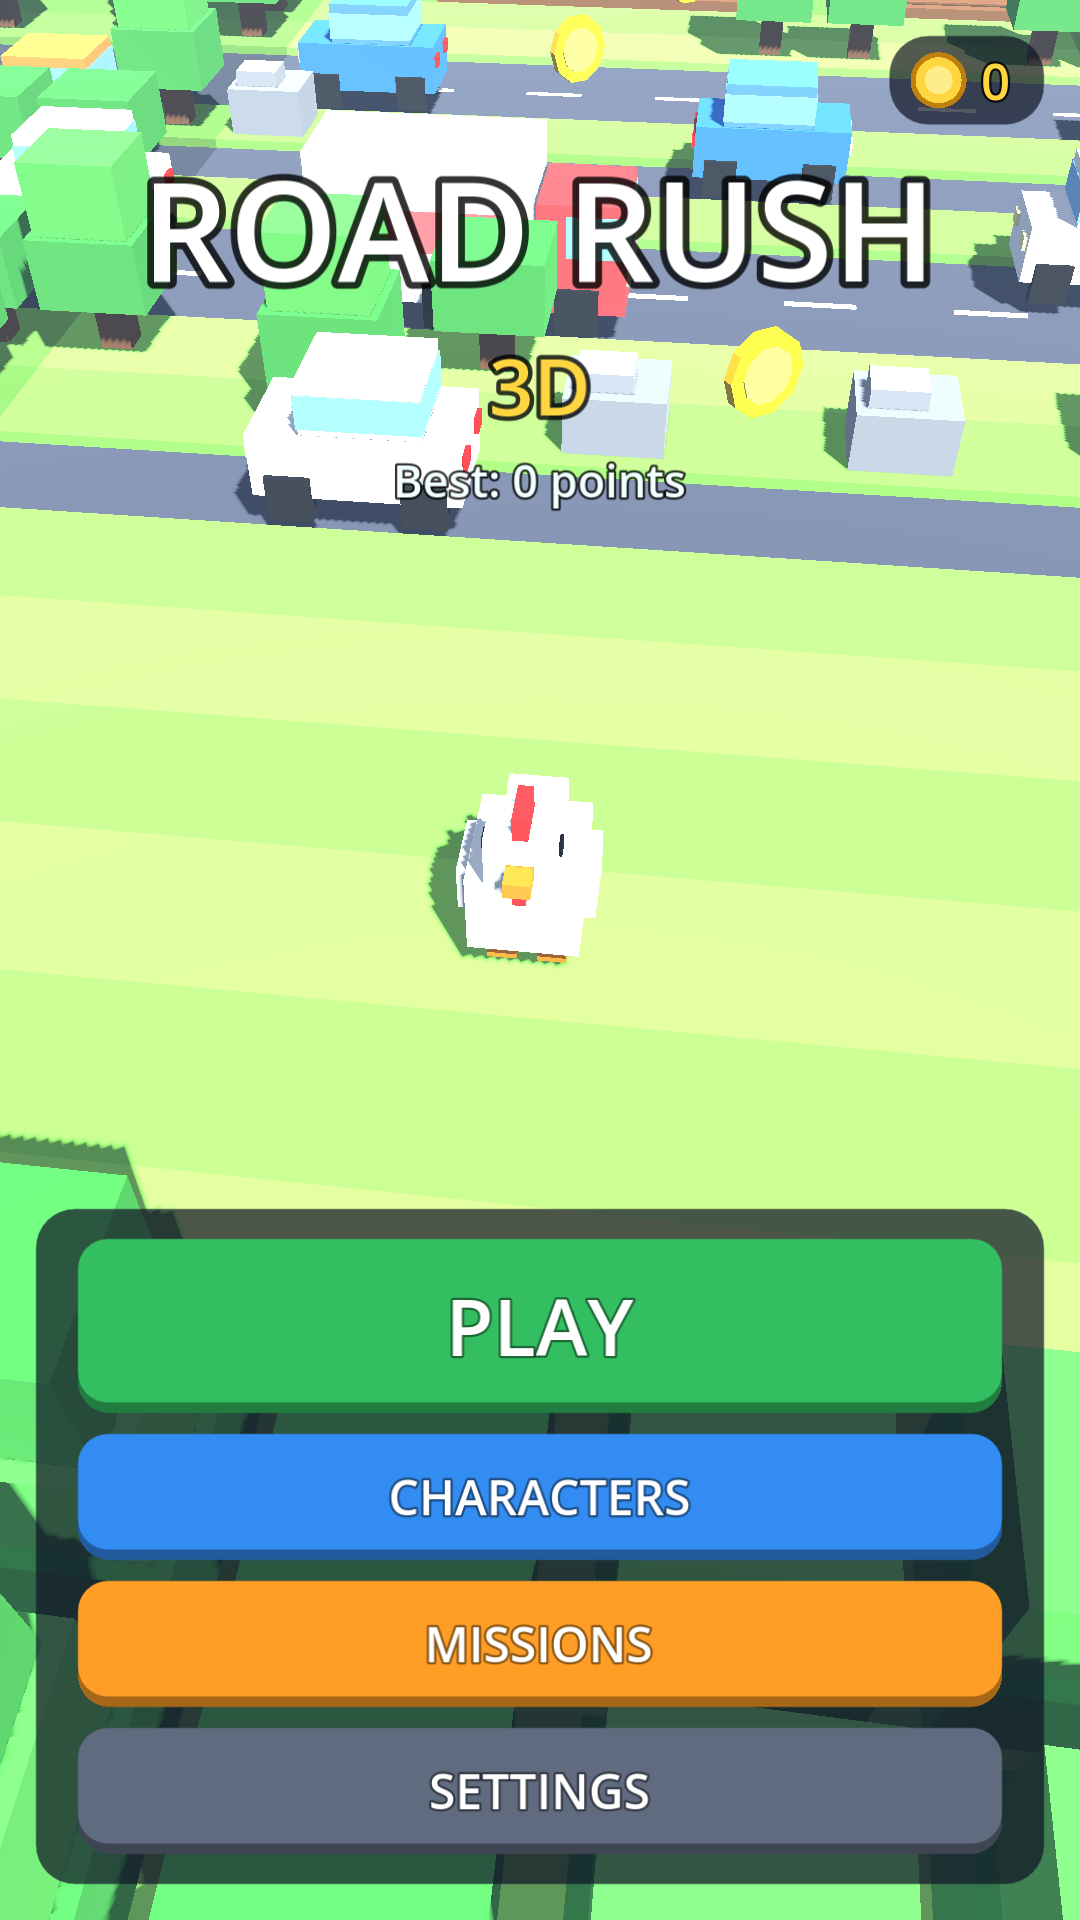 0
ROAD RUSH
3D
Best: 0 points
PLAY
CHARACTERS
MISSIONS
SETTINGS